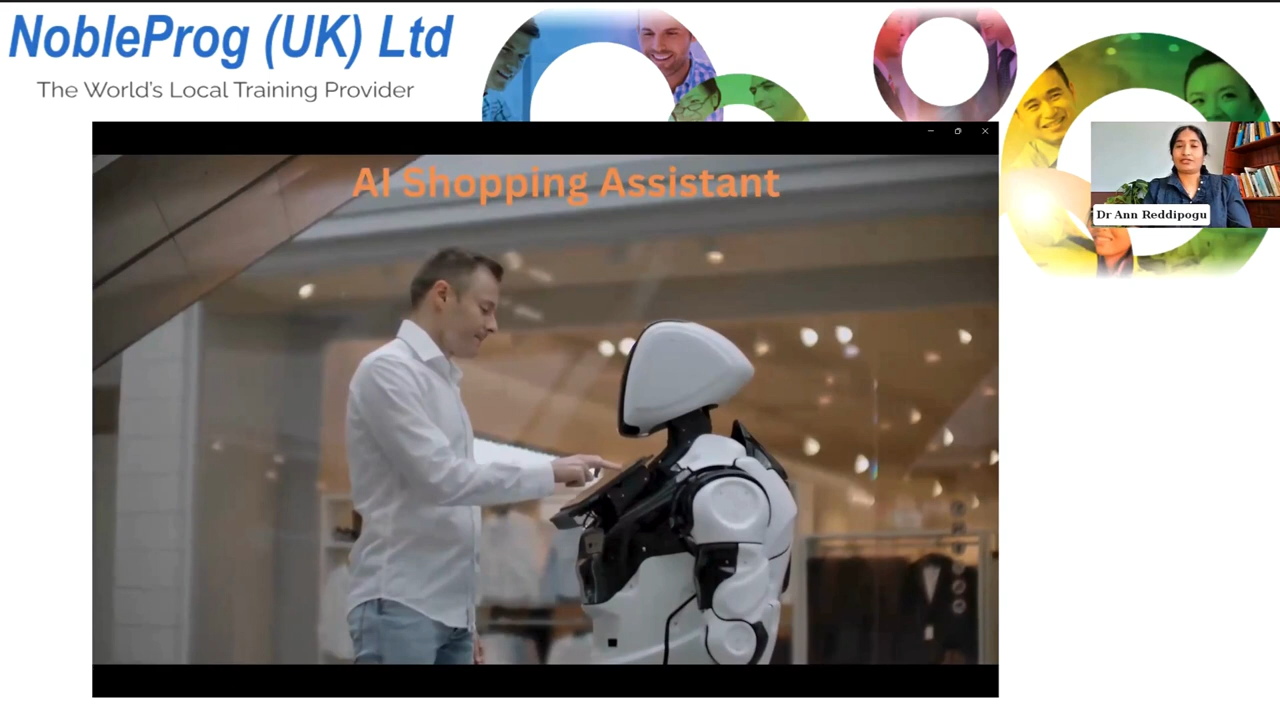 NobleProg (UK) Ltd
The World's Local Training Provider
AI Shopping Assistant
Dr Ann Reddipogu